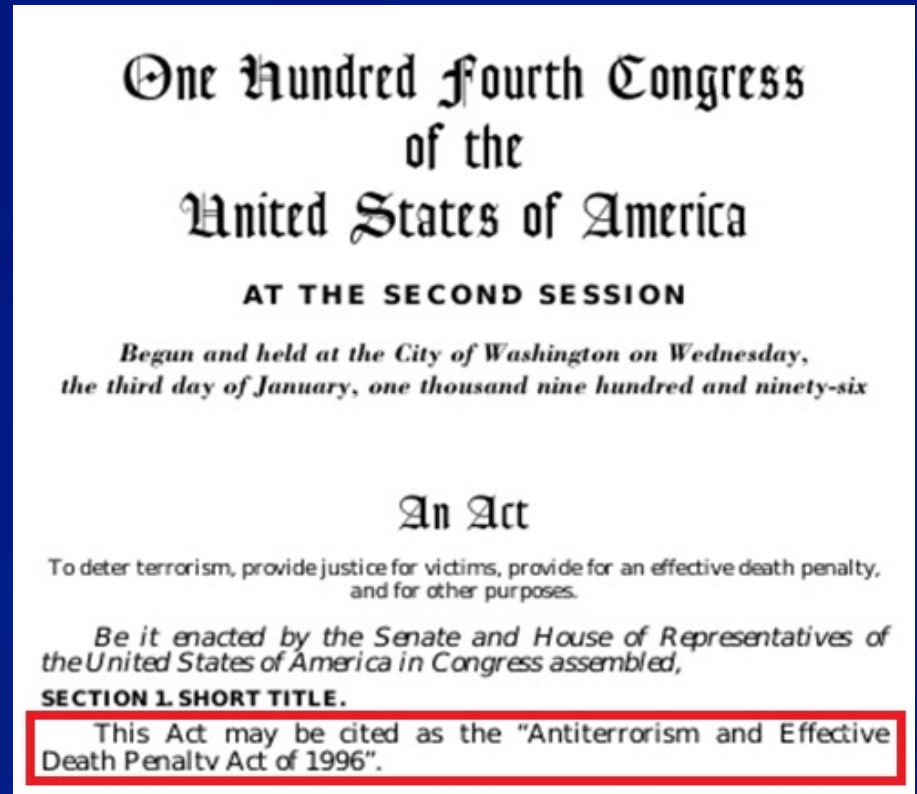 One Hundred Fourth Congress
of the
United States of America
AT THE SECOND SESSION
Begun and held at the City of Washington on Wednesday,
the third day of January, one thousand nine hundred and ninety-six
An Act
To deter terrorism, provide justice for victims, provide for an effective death penalty,
and for other purposes.
Be it enacted by the Senate and House of Representatives of
the United States of America in Congress assembled,
SECTION 1. SHORT TITLE.
This Act may be cited as the “Antiterrorism and Effective
Death Penalty Act of 1996”.